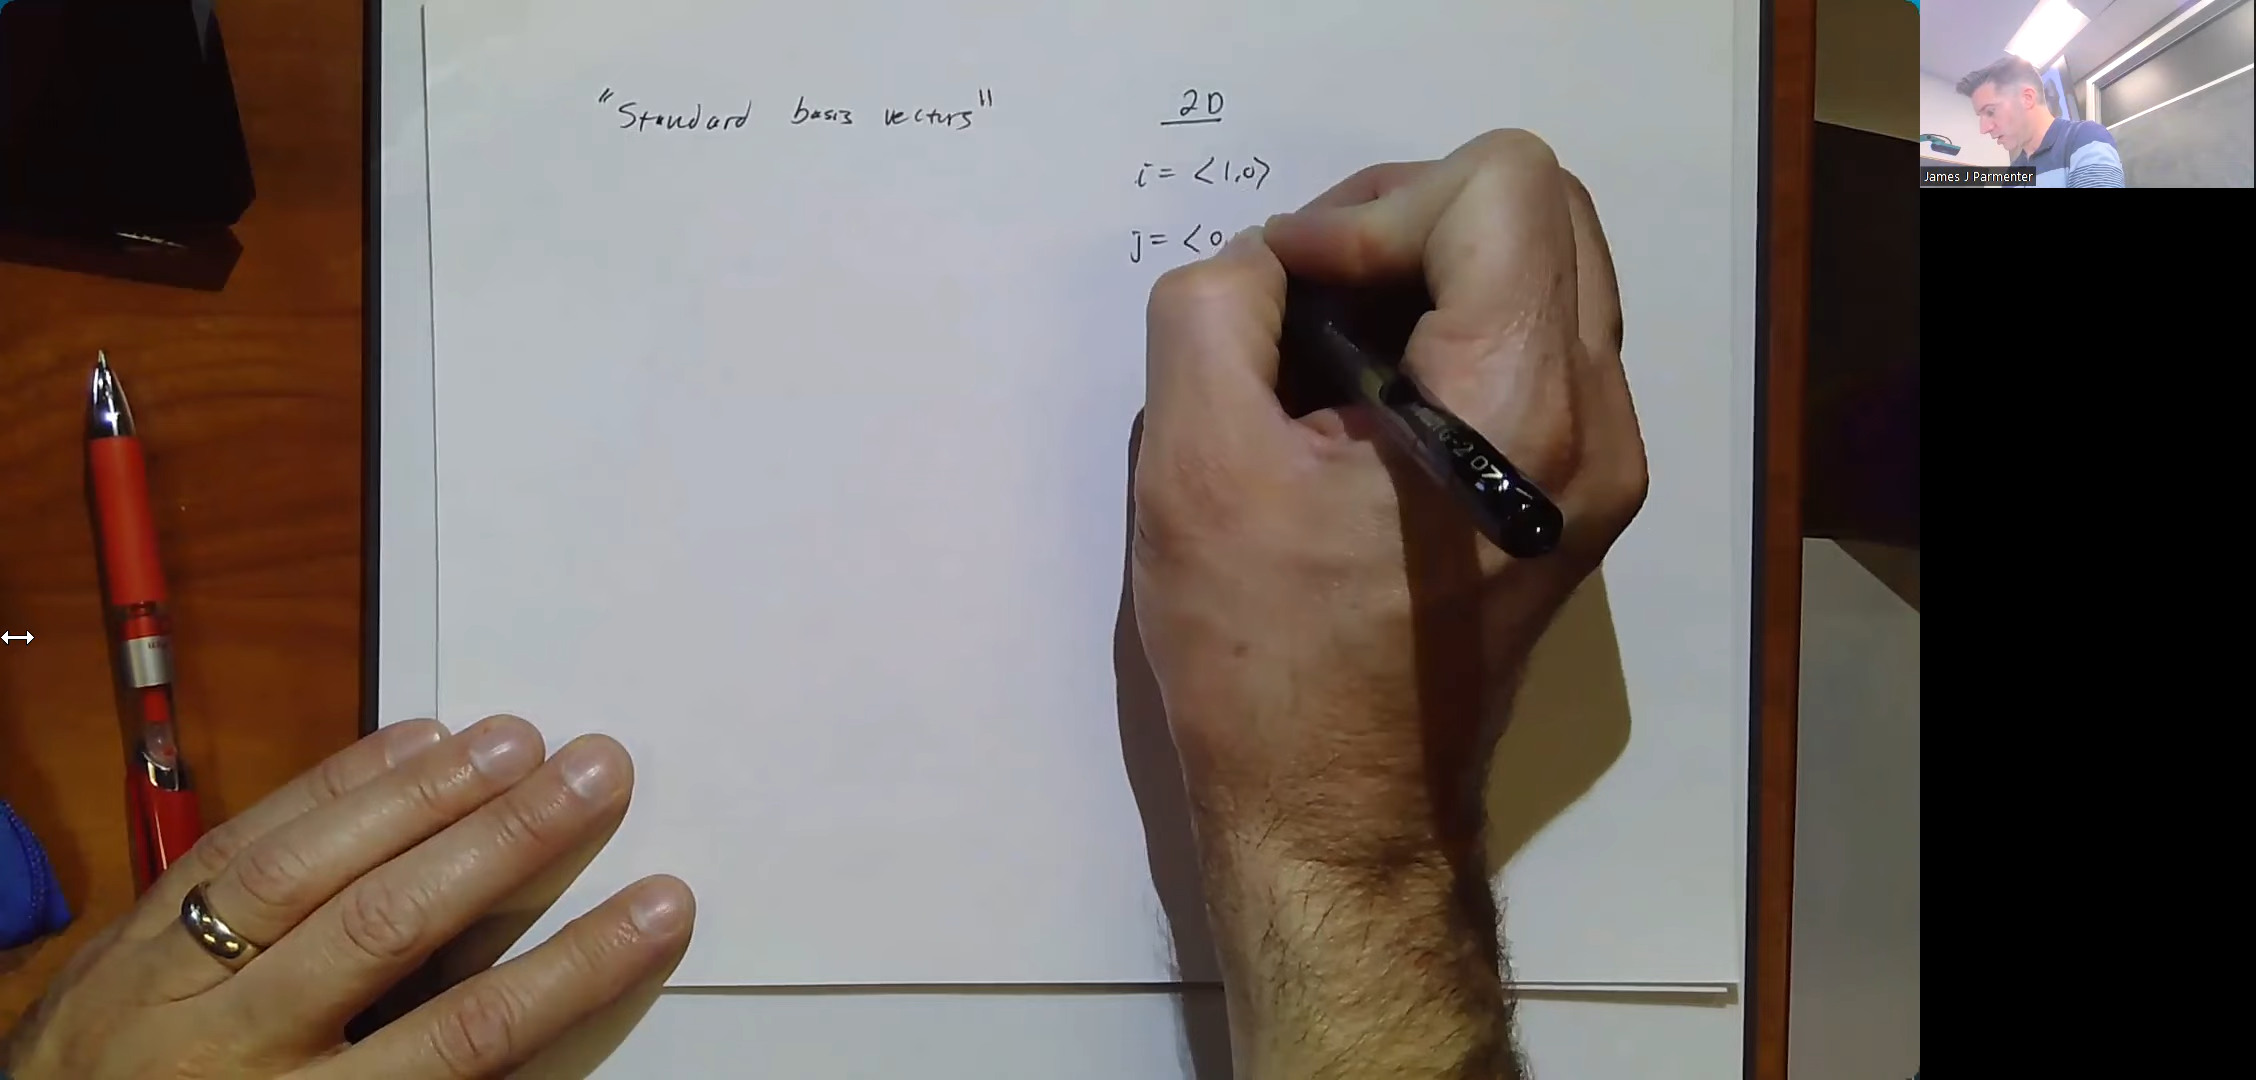 "Standard basis vectors"
2D
i = <1,0>
j = <0,
G-2 07
James J Parmenter